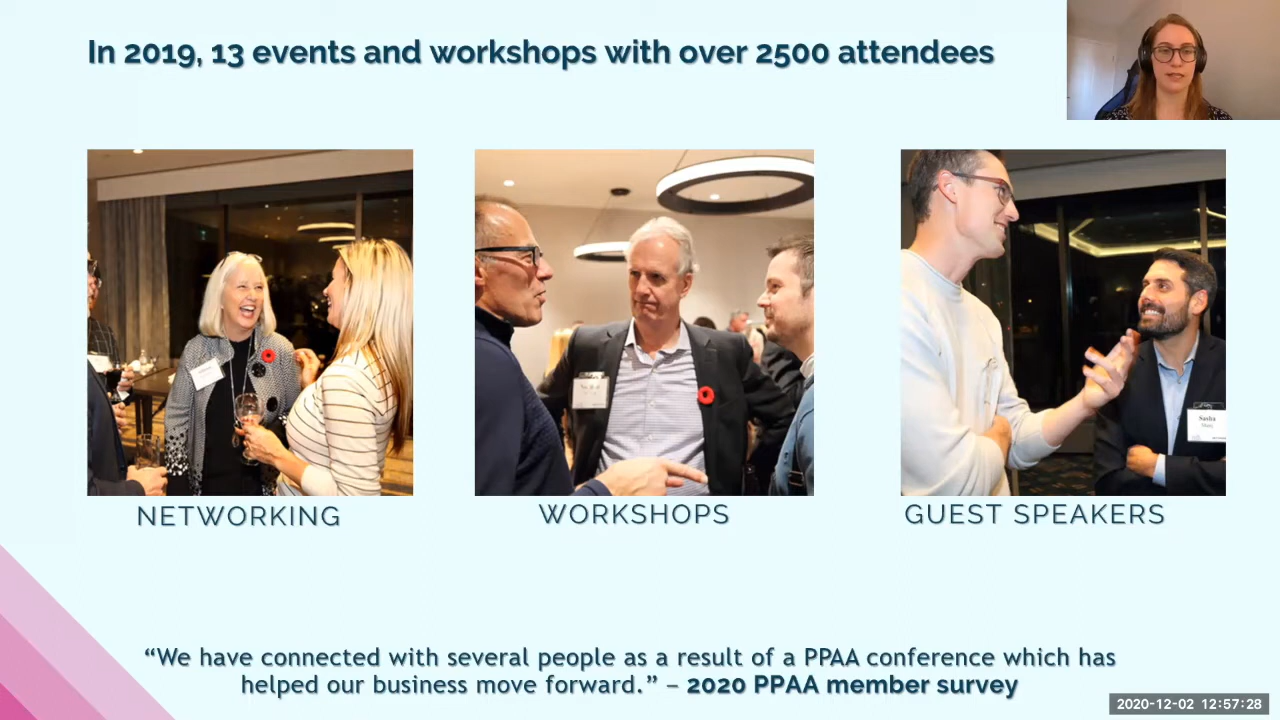 In 2019, 13 events and workshops with over 2500 attendees
NETWORKING
WORKSHOPS
GUEST SPEAKERS
Sasha
“We have connected with several people as a result of a PPAA conference which has
helped our business move forward.” – 2020 PPAA member survey
2020-12-02 12:57:28